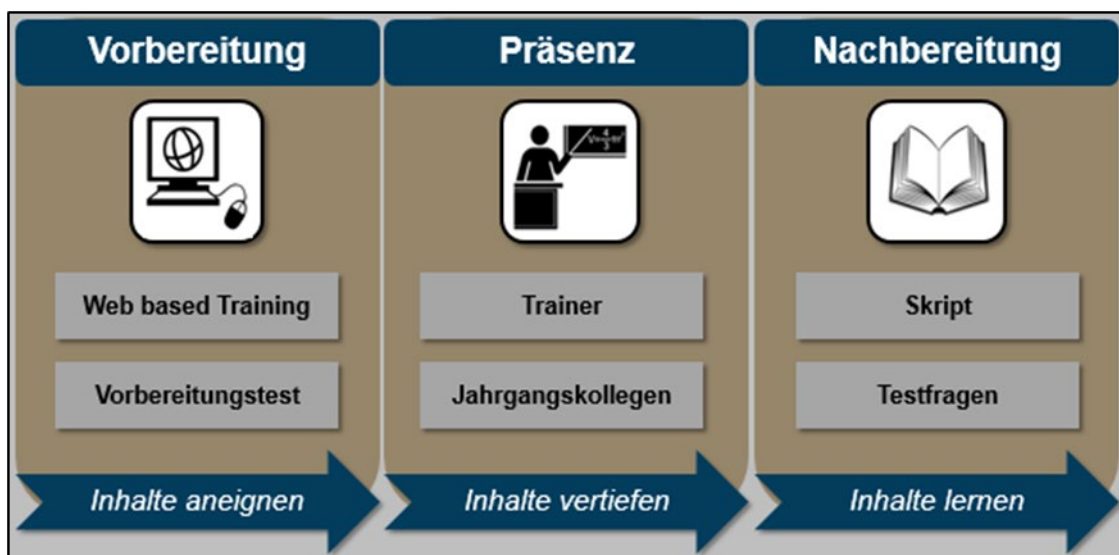 Vorbereitung
Web based Training
Vorbereitungstest
Inhalte aneignen
Präsenz
Trainer
Jahrgangskollegen
Inhalte vertiefen
Nachbereitung
Skript
Testfragen
Inhalte lernen